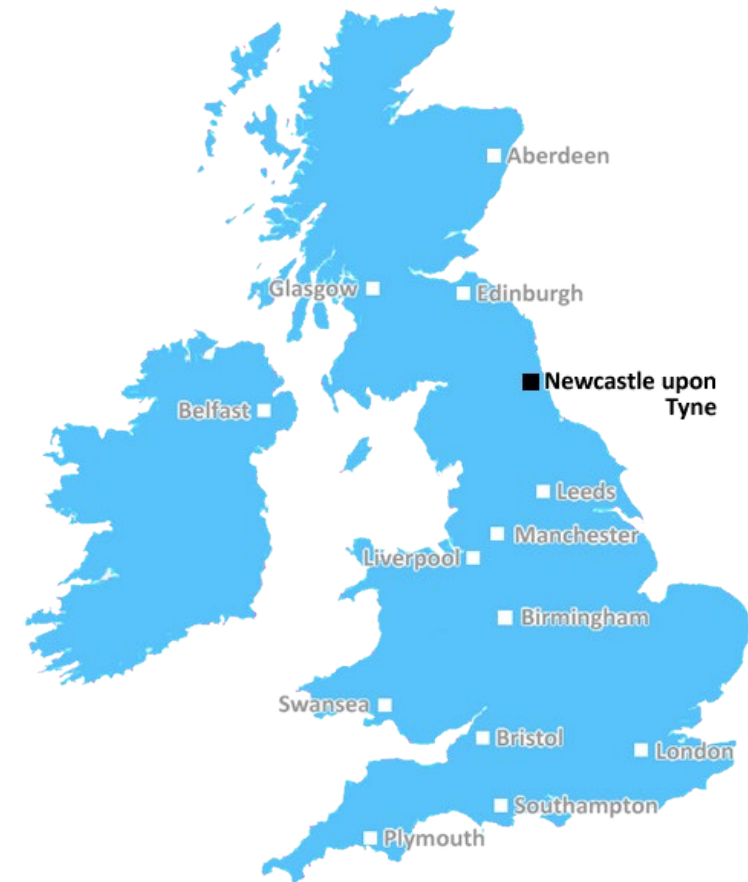 Aberdeen
Glasgow
Edinburgh
Newcastle upon
Tyne
Belfast
Leeds
Manchester
Liverpool
Birmingham
Swansea
Bristol
London
Southampton
Plymouth